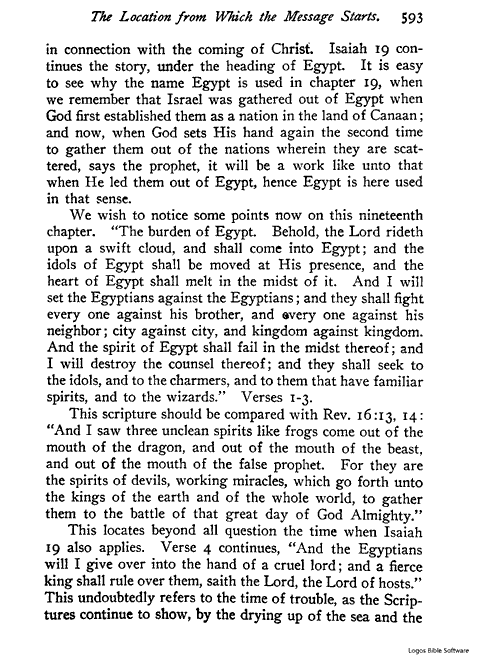 The Location from Which the Message Starts. 593
in connection with the coming of Christ. Isaiah 19 con-
tinues the story, under the heading of Egypt. It is easy
to see why the name Egypt is used in chapter 19, when
we remember that Israel was gathered out of Egypt when
God first established them as a nation in the land of Canaan;
and now, when God sets His hand again the second time
to gather them out of the nations wherein they are scat-
tered, says the prophet, it will be a work like unto that
when He led them out of Egypt, hence Egypt is here used
in that sense.
We wish to notice some points now on this nineteenth
chapter. “The burden of Egypt. Behold, the Lord rideth
upon a swift cloud, and shall come into Egypt; and the
idols of Egypt shall be moved at His presence, and the
heart of Egypt shall melt in the midst of it. And I will
set the Egyptians against the Egyptians; and they shall fight
every one against his brother, and every one against his
neighbor; city against city, and kingdom against kingdom.
And the spirit of Egypt shall fail in the midst thereof; and
I will destroy the counsel thereof; and they shall seek to
the idols, and to the charmers, and to them that have familiar
spirits, and to the wizards.” Verses 1-3.
This scripture should be compared with Rev. 16:13, 14:
“And I saw three unclean spirits like frogs come out of the
mouth of the dragon, and out of the mouth of the beast,
and out of the mouth of the false prophet. For they are
the spirits of devils, working miracles, which go forth unto
the kings of the earth and of the whole world, to gather
them to the battle of that great day of God Almighty.”
This locates beyond all question the time when Isaiah
19 also applies. Verse 4 continues, “And the Egyptians
will I give over into the hand of a cruel lord; and a fierce
king shall rule over them, saith the Lord, the Lord of hosts.”
This undoubtedly refers to the time of trouble, as the Scrip-
tures continue to show, by the drying up of the sea and the
Logos Bible Software